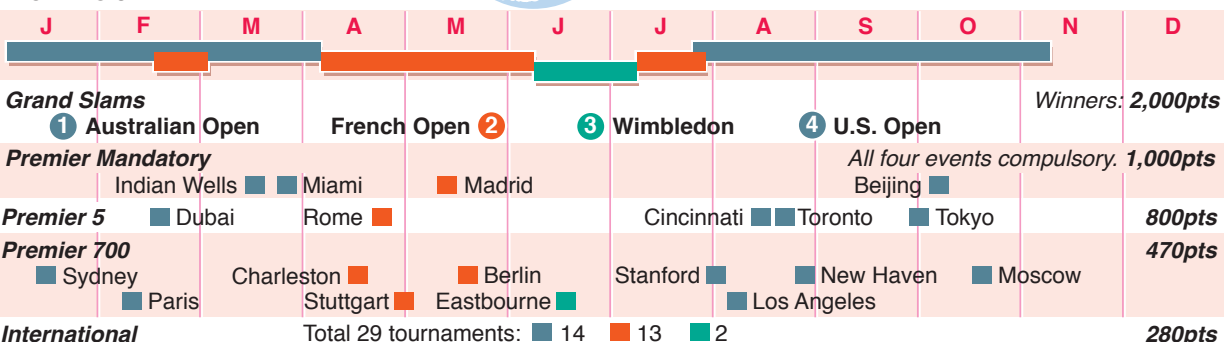 J F M A M J J A S O N D
Grand Slams Winners: 2,000pts
1 Australian Open French Open 2 3 Wimbledon 4 U.S. Open
Premier Mandatory All four events compulsory. 1,000pts
Indian Wells Miami Madrid Beijing
Premier 5 Dubai Rome Cincinnati Toronto Tokyo 800pts
Premier 700 470pts
Sydney Charleston Berlin Stanford New Haven Moscow
Paris Stuttgart Eastbourne Los Angeles
International Total 29 tournaments: 14 13 2 280pts